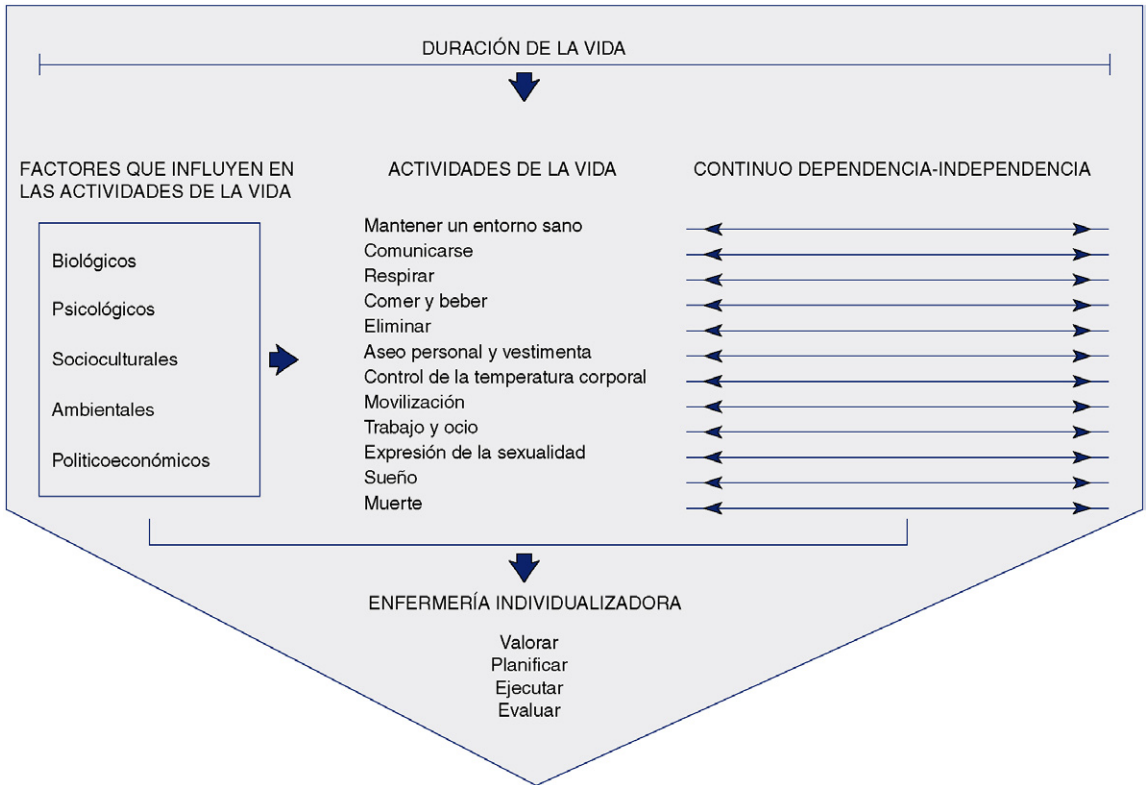 DURACIÓN DE LA VIDA
FACTORES QUE INFLUYEN EN
LAS ACTIVIDADES DE LA VIDA
Biológicos
Psicológicos
Socioculturales
Ambientales
Politicoeconómicos
ACTIVIDADES DE LA VIDA
Mantener un entorno sano
Comunicarse
Respirar
Comer y beber
Eliminar
Aseo personal y vestimenta
Control de la temperatura corporal
Movilización
Trabajo y ocio
Expresión de la sexualidad
Sueño
Muerte
CONTINUO DEPENDENCIA-INDEPENDENCIA
ENFERMERÍA INDIVIDUALIZADORA
Valorar
Planificar
Ejecutar
Evaluar